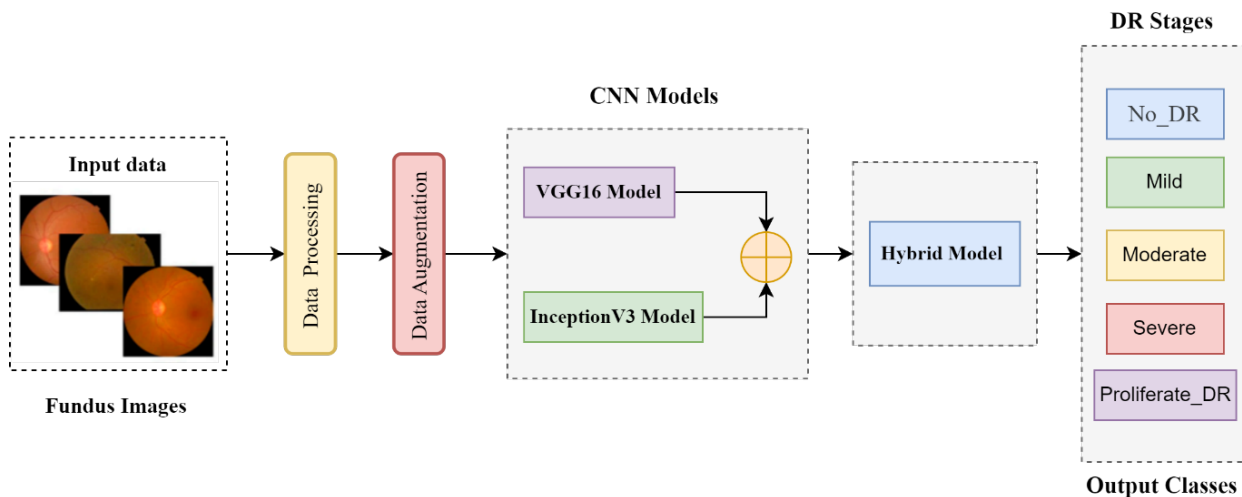 Input data
Fundus Images
Data Processing
Data Augmentation
CNN Models
VGG16 Model
InceptionV3 Model
Hybrid Model
DR Stages
No_DR
Mild
Moderate
Severe
Proliferate_DR
Output Classes